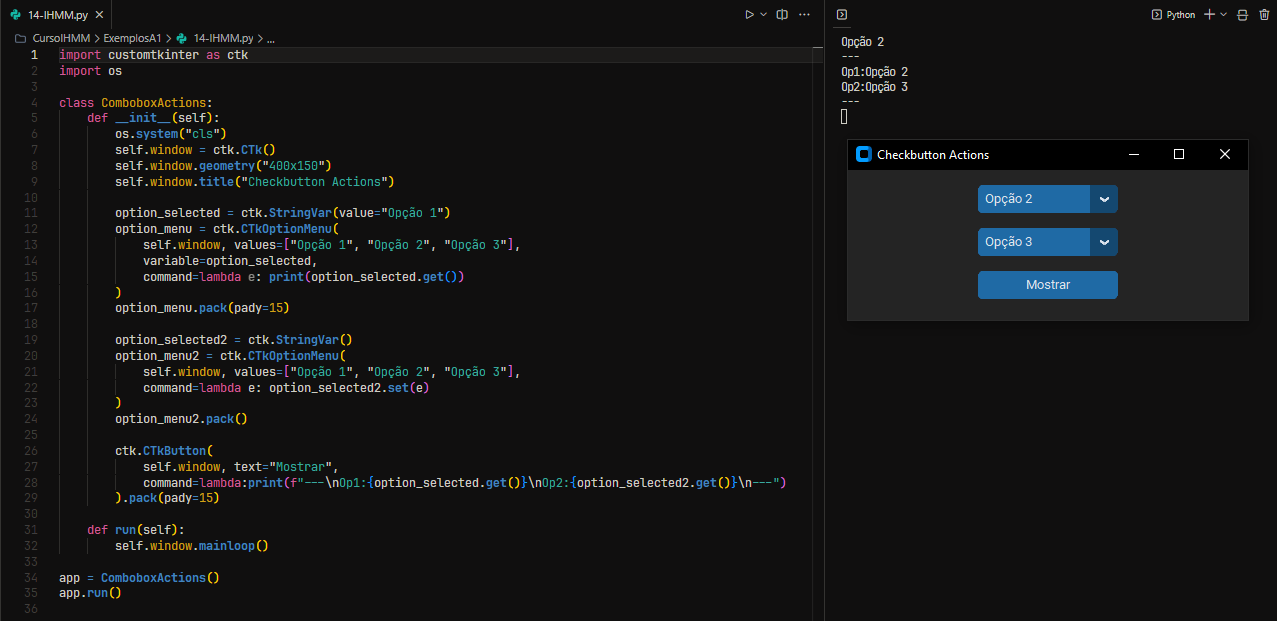 14-IHMM.py
CursoIHMM > ExemplosA1 > 14-IHMM.py > ...
1 import customtkinter as ctk
2 import os
3
4 class ComboboxActions:
5     def __init__(self):
6         os.system("cls")
7         self.window = ctk.CTk()
8         self.window.geometry("400x150")
9         self.window.title("Checkbutton Actions")
10
11         option_selected = ctk.StringVar(value="Opção 1")
12         option_menu = ctk.CTkOptionMenu(
13             self.window, values=["Opção 1", "Opção 2", "Opção 3"],
14             variable=option_selected,
15             command=lambda e: print(option_selected.get())
16         )
17         option_menu.pack(pady=15)
18
19         option_selected2 = ctk.StringVar()
20         option_menu2 = ctk.CTkOptionMenu(
21             self.window, values=["Opção 1", "Opção 2", "Opção 3"],
22             command=lambda e: option_selected2.set(e)
23         )
24         option_menu2.pack()
25
26         ctk.CTkButton(
27             self.window, text="Mostrar",
28             command=lambda:print(f"---\nOp1:{option_selected.get()}\nOp2:{option_selected2.get()}\n---")
29         ).pack(pady=15)
30
31     def run(self):
32         self.window.mainloop()
33
34 app = ComboboxActions()
35 app.run()
36
Python
Opção 2
---
Op1:Opção 2
Op2:Opção 3
---
Checkbutton Actions
Opção 2
Opção 3
Mostrar